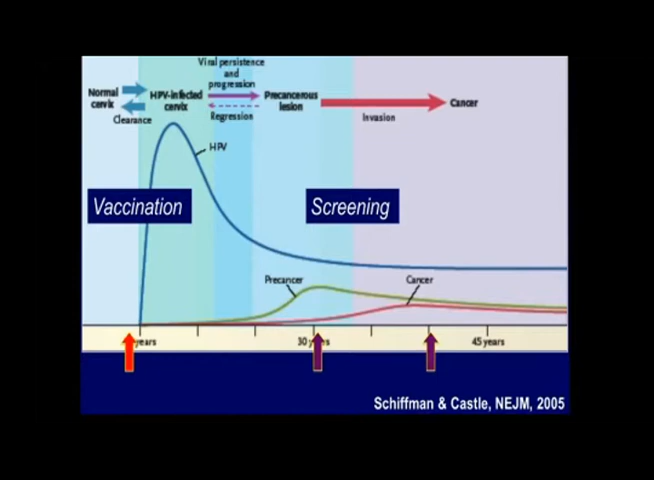 Viral persistence
and
progression
Normal
cervix
HPV-infected
cervix
Precancerous
lesion
Cancer
Clearance
Regression
Invasion
HPV
Vaccination
Screening
Precancer
Cancer
years
30 years
45 years
Schiffman & Castle, NEJM, 2005